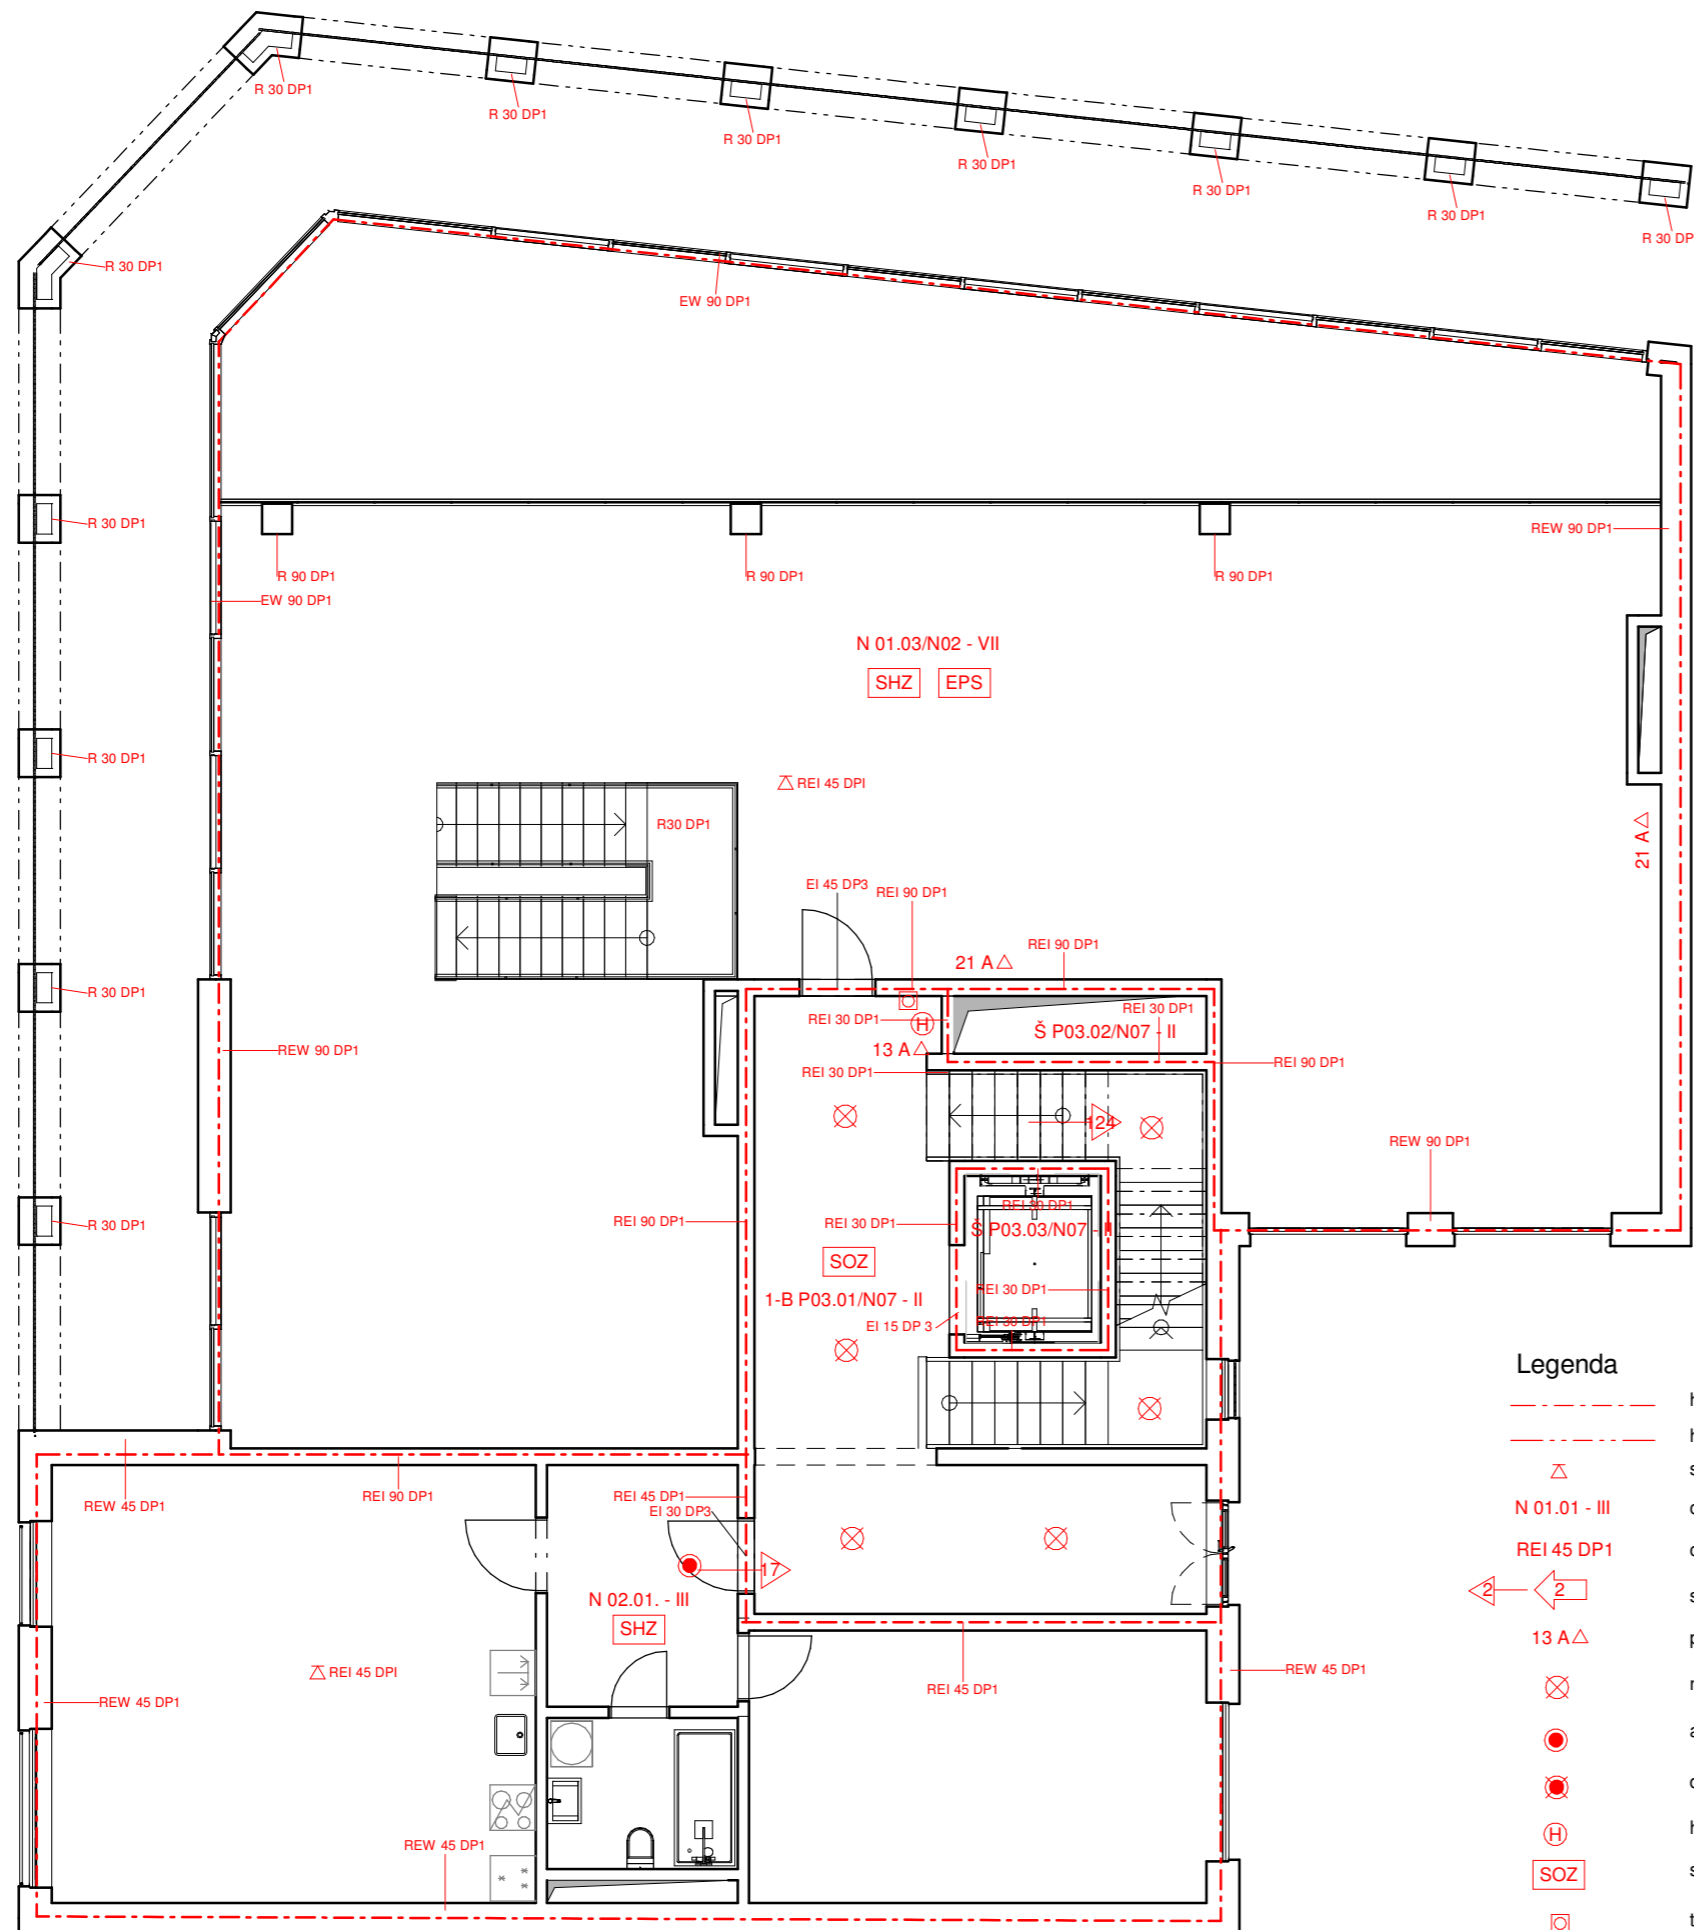 R 30 DP1
R 30 DP1
R 30 DP1
R 30 DP1
R 30 DP1
R 30 DP1
R 30 DP
R 30 DP1
EW 90 DP1
R 30 DP1
REW 90 DP1
R 90 DP1
R 90 DP1
R 90 DP1
EW 90 DP1
N 01.03/N02 - VII
SHZ
EPS
R 30 DP1
REI 45 DPI
R30 DP1
21 A
EI 45 DP3
REI 90 DP1
REI 90 DP1
21 A
R 30 DP1
REI 30 DP1
REI 30 DP1
H
Š P03.02/N07 - II
13 A
REW 90 DP1
REI 90 DP1
REI 30 DP1
124
REW 90 DP1
REI 30 DP1
R 30 DP1
REI 90 DP1
REI 30 DP1
Š P03.03/N07 - II
SOZ
REI 30 DP1
1-B P03.01/N07 - II
EI 15 DP 3
REI 30 DP1
Legenda
REW 45 DP1
REI 90 DP1
REI 45 DP1
EI 30 DP3
N 01.01 - III
REI 45 DP1
17
2
2
N 02.01. - III
SHZ
13 A
REI 45 DPI
REW 45 DP1
REI 45 DP1
REW 45 DP1
REW 45 DP1
H
SOZ